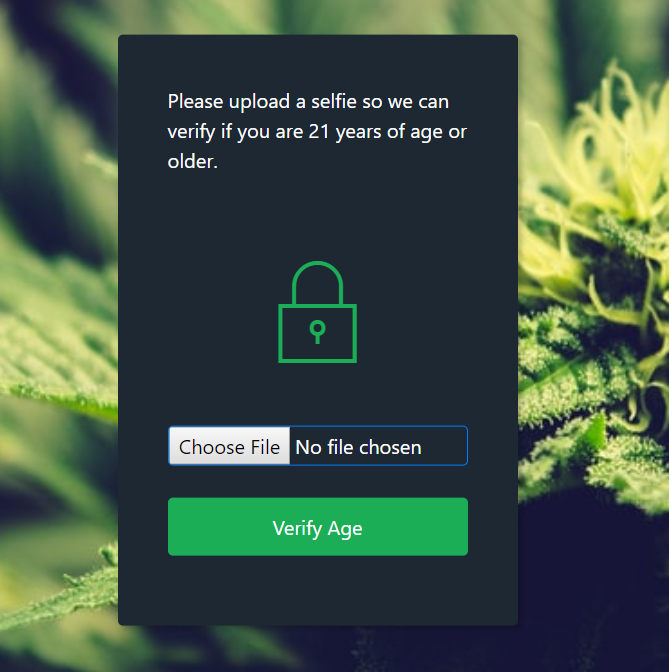 Please upload a selfie so we can
verify if you are 21 years of age or
older.
Choose File No file chosen
Verify Age